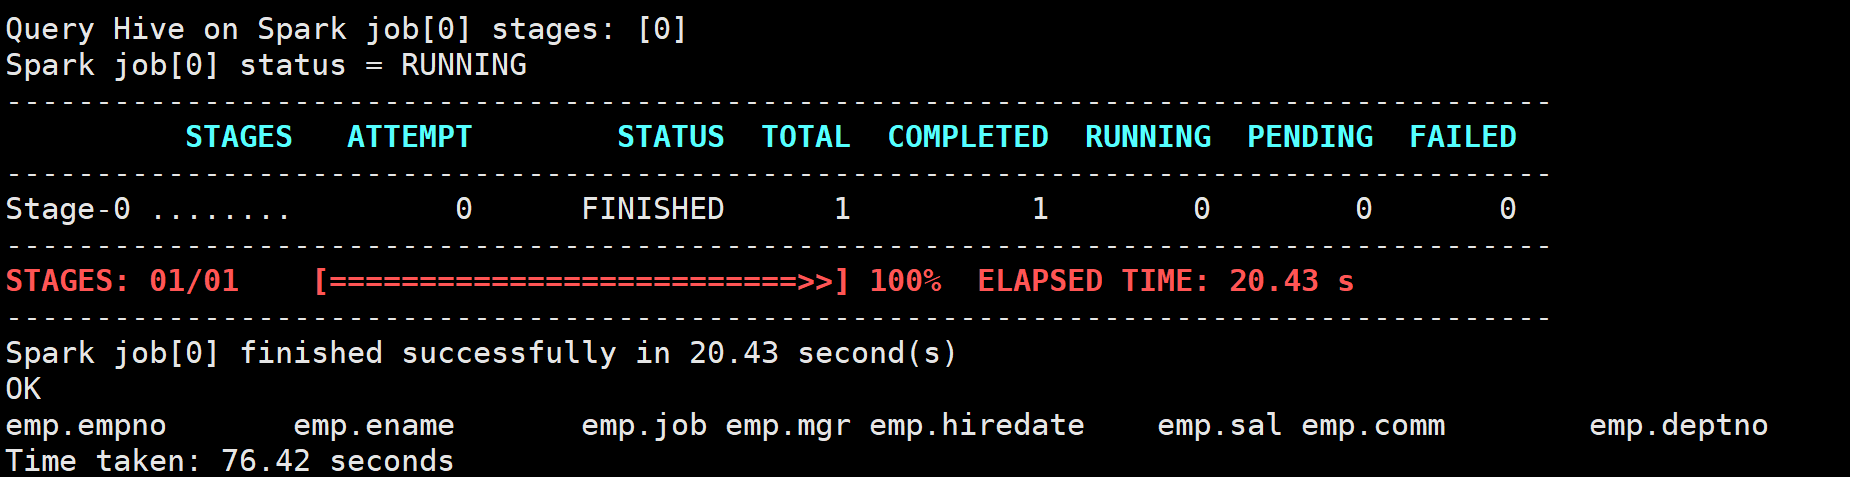 Query Hive on Spark job[0] stages: [0]
Spark job[0] status = RUNNING
--------------------------------------------------------------------------------------
          STAGES   ATTEMPT        STATUS  TOTAL  COMPLETED  RUNNING  PENDING  FAILED
--------------------------------------------------------------------------------------
Stage-0 ........         0      FINISHED      1          1        0        0       0
--------------------------------------------------------------------------------------
STAGES: 01/01    [==========================>>] 100%  ELAPSED TIME: 20.43 s
--------------------------------------------------------------------------------------
Spark job[0] finished successfully in 20.43 second(s)
OK
emp.empno       emp.ename       emp.job emp.mgr emp.hiredate    emp.sal emp.comm        emp.deptno
Time taken: 76.42 seconds